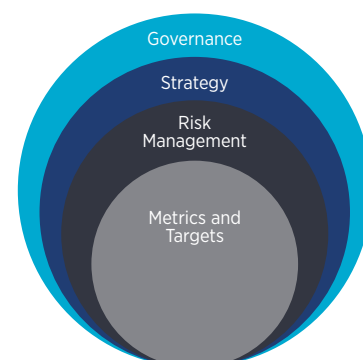 Governance
Strategy
Risk
Management
Metrics and
Targets